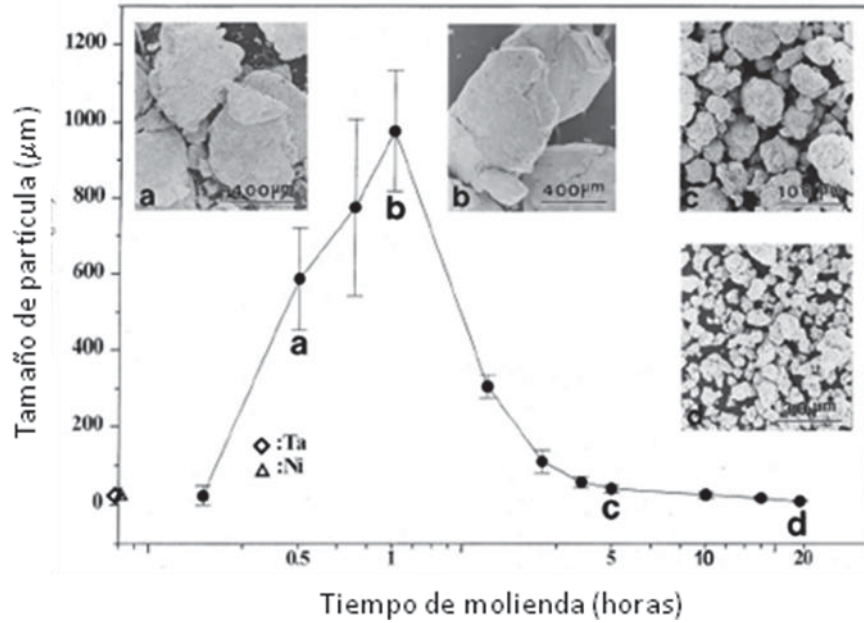 Tamaño de partícula (μm)
1200
1000
800
600
400
200
0
a
400μm
b
400μm
c
d
a
b
c
d
:Ta
:Ni
0.5
1
5
10
20
Tiempo de molienda (horas)